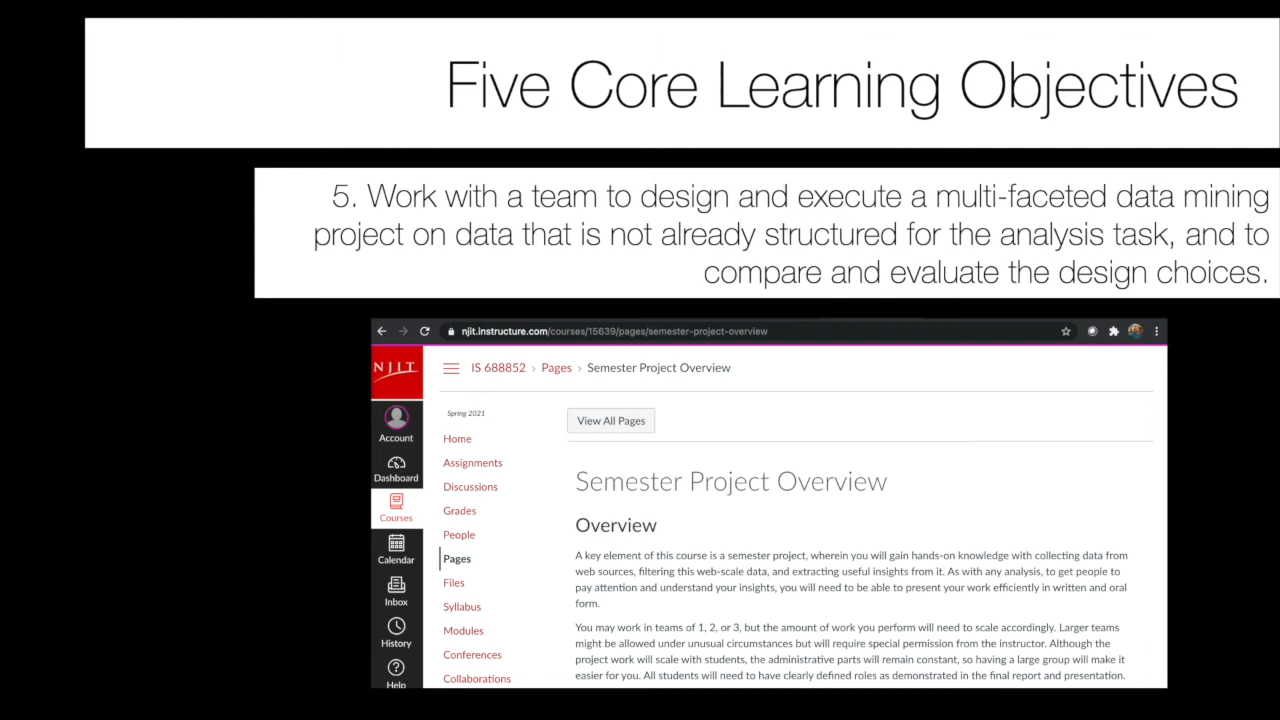 Five Core Learning Objectives
5. Work with a team to design and execute a multi-faceted data mining
project on data that is not already structured for the analysis task, and to
compare and evaluate the design choices.
njit.instructure.com/courses/15639/pages/semester-project-overview
NJIT
IS 688852 › Pages › Semester Project Overview
Account
Dashboard
Courses
Calendar
Inbox
History
Help
Spring 2021
Home
Assignments
Discussions
Grades
People
Pages
Files
Syllabus
Modules
Conferences
Collaborations
View All Pages
Semester Project Overview
Overview
A key element of this course is a semester project, wherein you will gain hands-on knowledge with collecting data from
web sources, filtering this web-scale data, and extracting useful insights from it. As with any analysis, to get people to
pay attention and understand your insights, you will need to be able to present your work efficiently in written and oral
form.
You may work in teams of 1, 2, or 3, but the amount of work you perform will need to scale accordingly. Larger teams
might be allowed under unusual circumstances but will require special permission from the instructor. Although the
project work will scale with students, the administrative parts will remain constant, so having a large group will make it
easier for you. All students will need to have clearly defined roles as demonstrated in the final report and presentation.